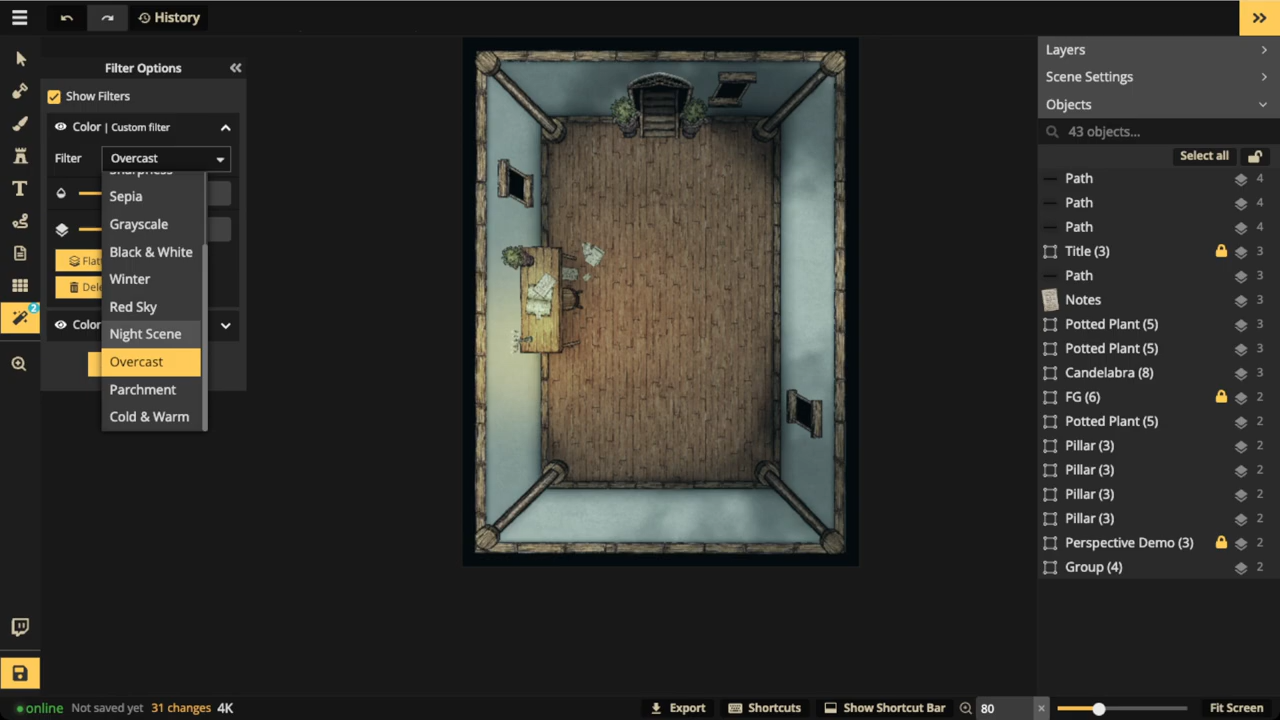 History
Filter Options
Show Filters
Color | Custom filter
Filter
Overcast
Sharpness
Sepia
Grayscale
Black & White
Winter
Red Sky
Night Scene
Overcast
Parchment
Cold & Warm
Flat
Dele
Color
2
Layers
Scene Settings
Objects
43 objects...
Select all
Path 4
Path 4
Path 4
Title (3) 3
Path 3
Notes 3
Potted Plant (5) 3
Potted Plant (5) 3
Candelabra (8) 3
FG (6) 2
Potted Plant (5) 2
Pillar (3) 2
Pillar (3) 2
Pillar (3) 2
Pillar (3) 2
Perspective Demo (3) 2
Group (4) 2
online Not saved yet 31 changes 4K
Export Shortcuts Show Shortcut Bar 80 × Fit Screen